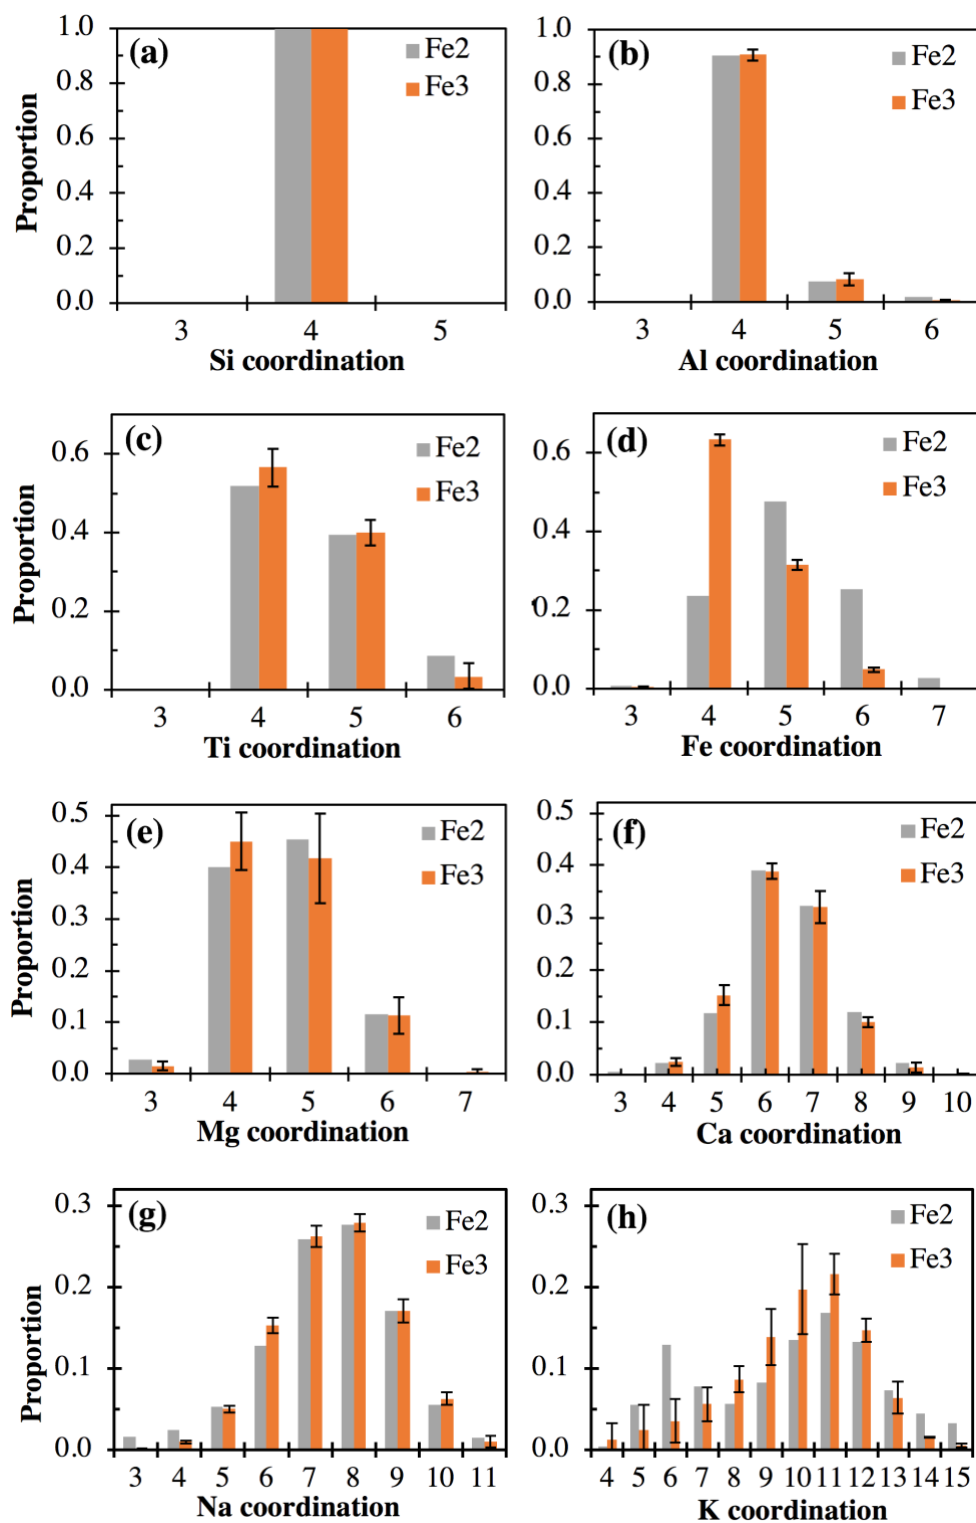 (a)
Fe2
Fe3
1.0
0.8
0.6
0.4
0.2
0.0
Proportion
3 4 5
Si coordination
(b)
Fe2
Fe3
1.0
0.8
0.6
0.4
0.2
0.0
3 4 5 6
Al coordination
(c)
Fe2
Fe3
0.6
0.4
0.2
0.0
Proportion
3 4 5 6
Ti coordination
(d)
Fe2
Fe3
0.6
0.4
0.2
0.0
3 4 5 6 7
Fe coordination
(e)
Fe2
Fe3
0.5
0.4
0.3
0.2
0.1
0.0
Proportion
3 4 5 6 7
Mg coordination
(f)
Fe2
Fe3
0.5
0.4
0.3
0.2
0.1
0.0
3 4 5 6 7 8 9 10
Ca coordination
(g)
Fe2
Fe3
0.3
0.2
0.1
0.0
Proportion
3 4 5 6 7 8 9 10 11
Na coordination
(h)
Fe2
Fe3
0.3
0.2
0.1
0.0
4 5 6 7 8 9 10 11 12 13 14 15
K coordination